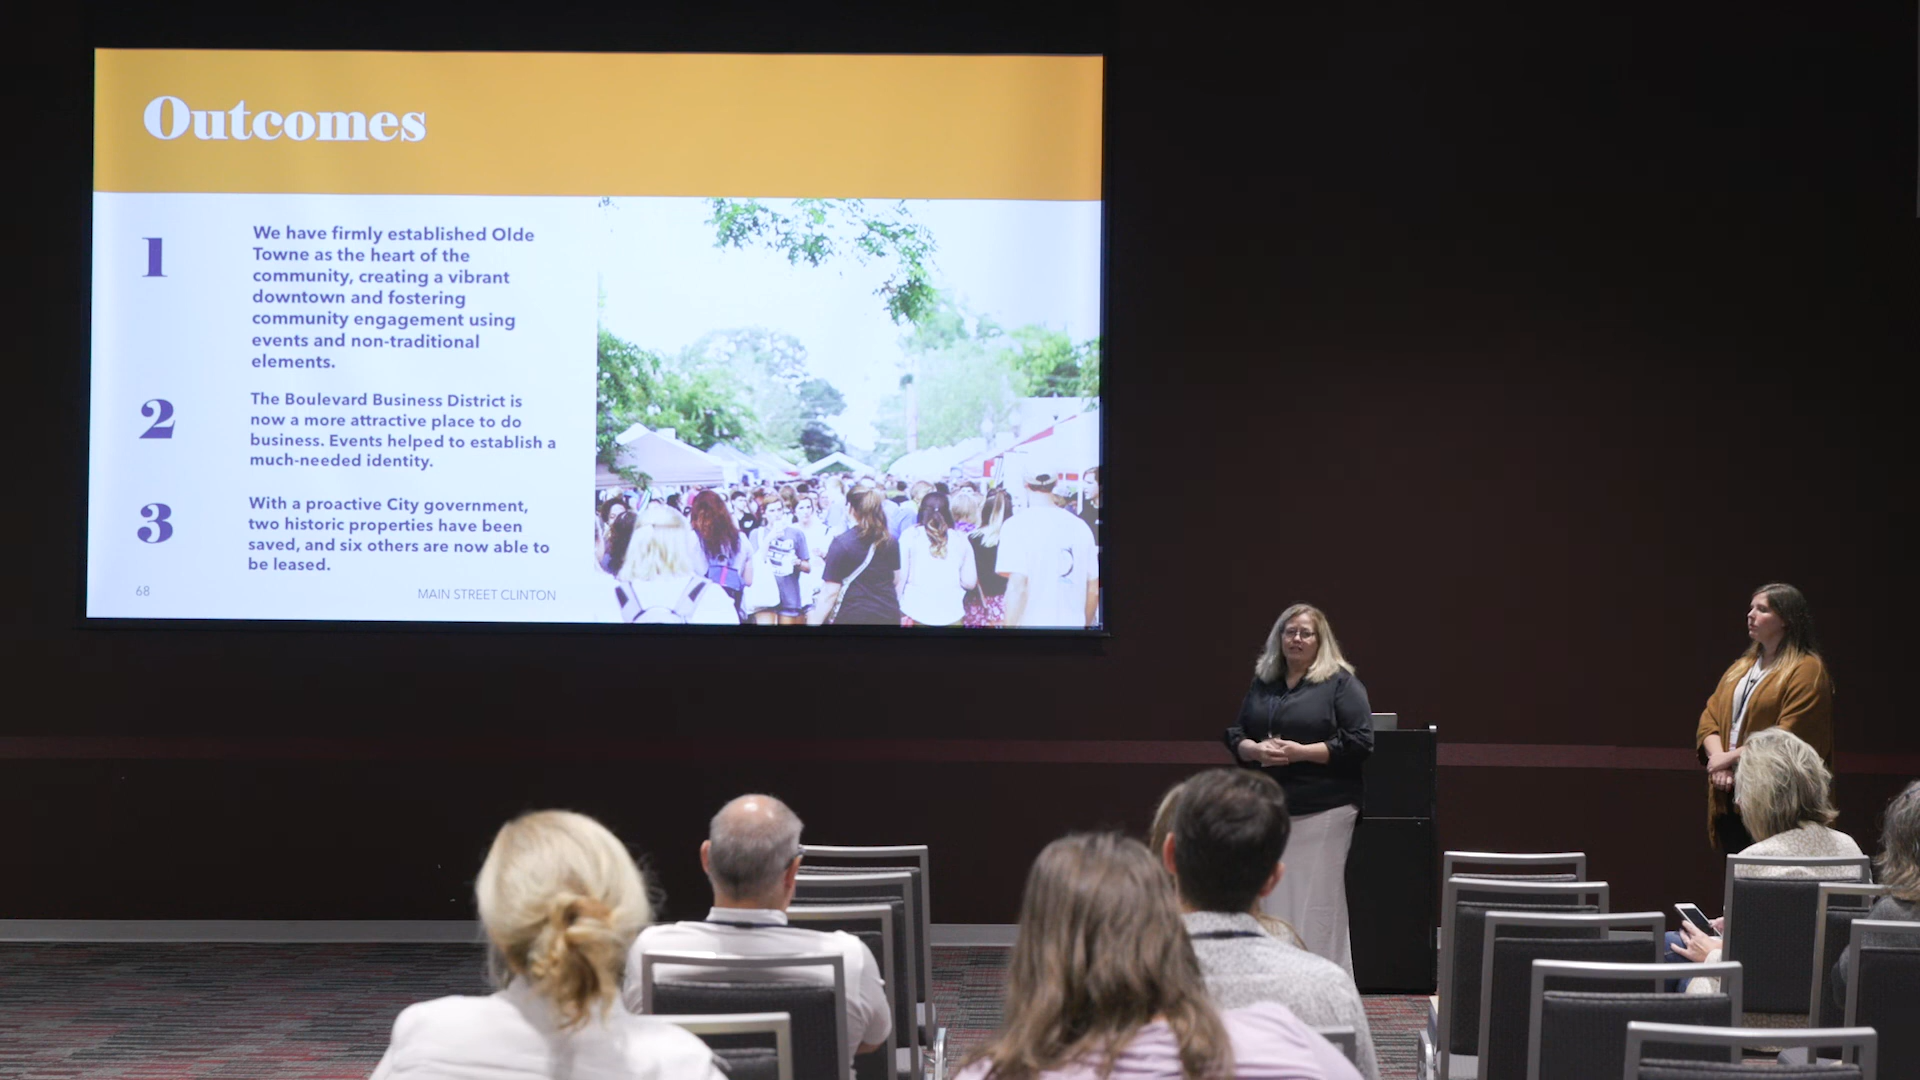 Outcomes
1
We have firmly established Olde
Towne as the heart of the
community, creating a vibrant
downtown and fostering
community engagement using
events and non-traditional
elements.
2
The Boulevard Business District is
now a more attractive place to do
business. Events helped to establish a
much-needed identity.
3
With a proactive City government,
two historic properties have been
saved, and six others are now able to
be leased.
68
MAIN STREET CLINTON